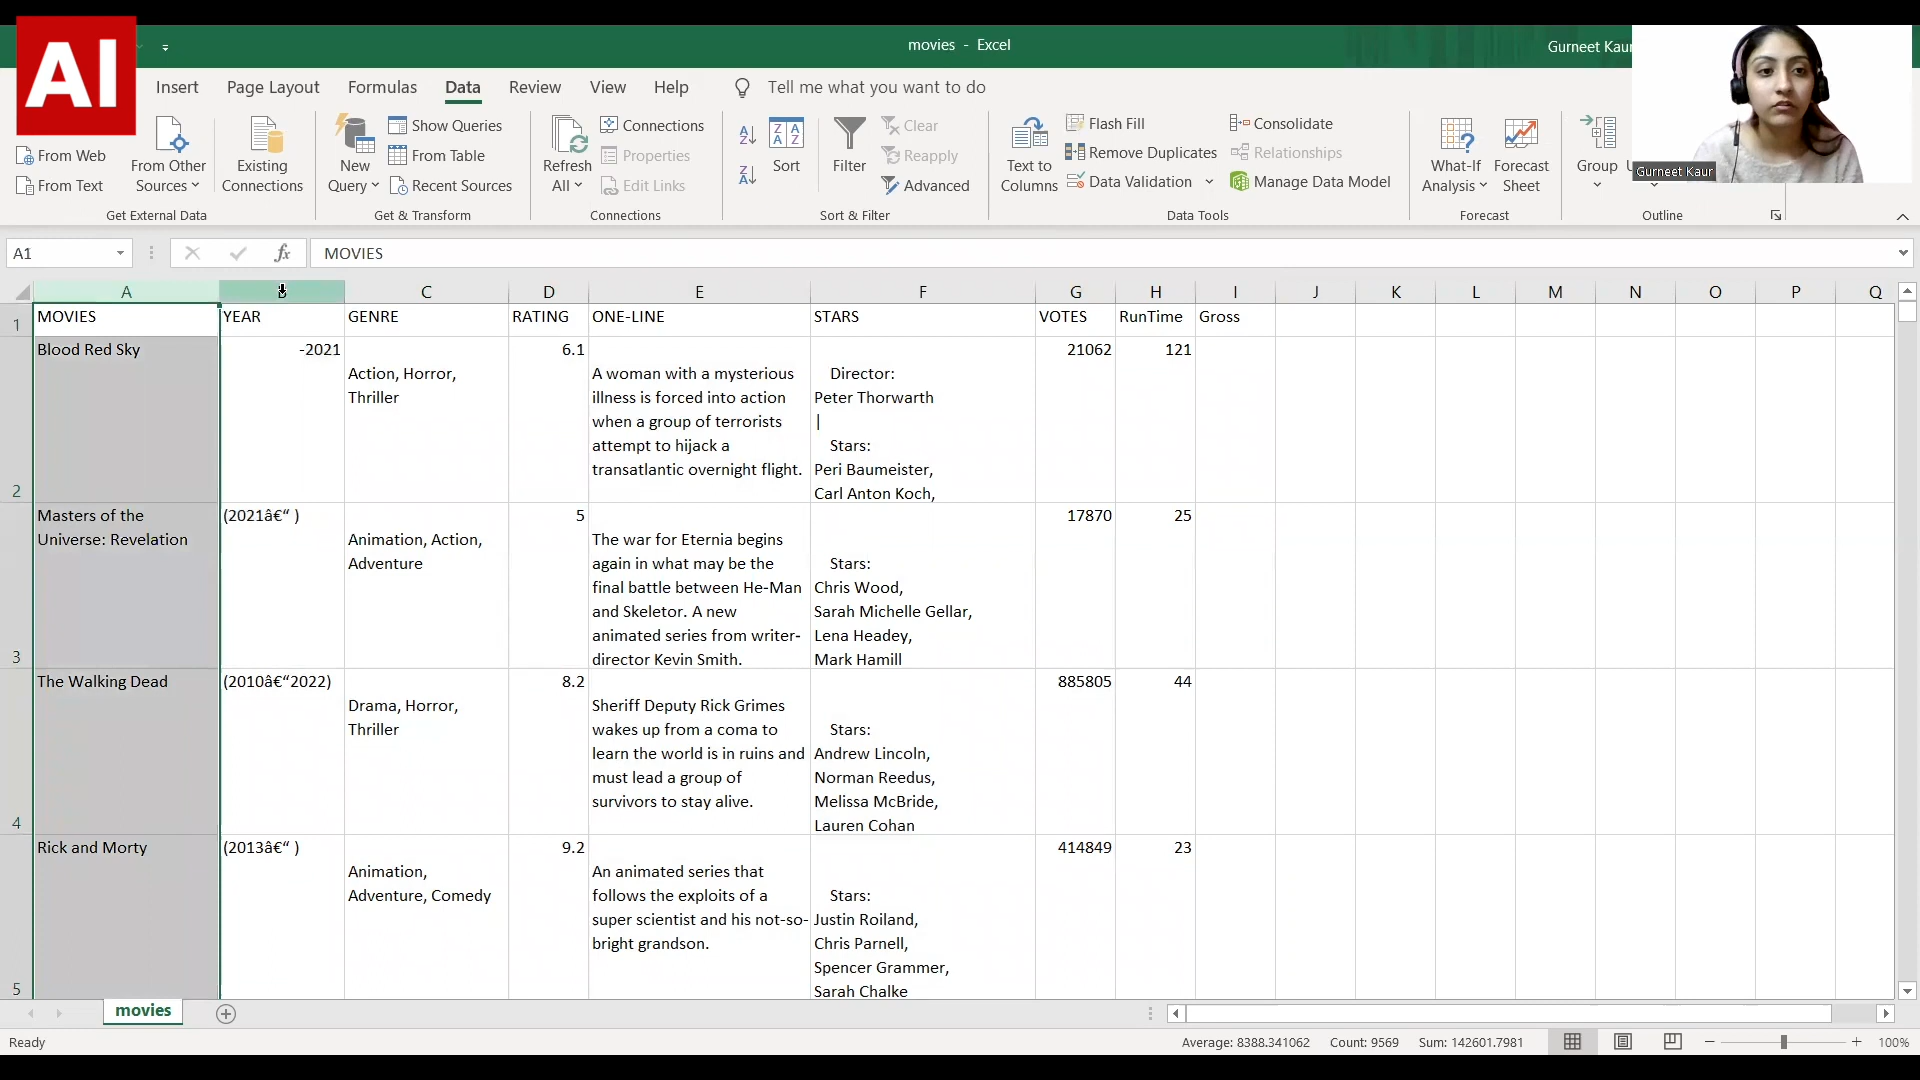 AI
movies - Excel
Gurneet Kaur
Insert
Page Layout
Formulas
Data
Review
View
Help
Tell me what you want to do
From Web
From Text
From Other
Sources
Get External Data
Existing
Connections
New
Query
Show Queries
From Table
Recent Sources
Get & Transform
Refresh
All
Connections
Properties
Edit Links
Connections
Sort
Filter
Clear
Reapply
Advanced
Sort & Filter
Text to
Columns
Flash Fill
Remove Duplicates
Data Validation
Consolidate
Relationships
Manage Data Model
Data Tools
What-If
Analysis
Forecast
Sheet
Forecast
Group
Outline
Gurneet Kaur
A1
fx
MOVIES
A B C D E F G H I J K L M N O P Q
1 MOVIES YEAR GENRE RATING ONE-LINE STARS VOTES RunTime Gross
Blood Red Sky -2021 6.1 21062 121
Action, Horror, A woman with a mysterious Director:
Thriller illness is forced into action Peter Thorwarth
when a group of terrorists |
attempt to hijack a Stars:
transatlantic overnight flight. Peri Baumeister,
2 Carl Anton Koch,
Masters of the (2021â€“ ) 5 17870 25
Universe: Revelation Animation, Action, The war for Eternia begins
Adventure again in what may be the Stars:
final battle between He-Man Chris Wood,
and Skeletor. A new Sarah Michelle Gellar,
animated series from writer- Lena Headey,
3 director Kevin Smith. Mark Hamill
The Walking Dead (2010â€“2022) 8.2 885805 44
Drama, Horror, Sheriff Deputy Rick Grimes
Thriller wakes up from a coma to Stars:
learn the world is in ruins and Andrew Lincoln,
must lead a group of Norman Reedus,
survivors to stay alive. Melissa McBride,
4 Lauren Cohan
Rick and Morty (2013â€“ ) 9.2 414849 23
Animation, An animated series that
Adventure, Comedy follows the exploits of a Stars:
super scientist and his not-so- Justin Roiland,
bright grandson. Chris Parnell,
Spencer Grammer,
5 Sarah Chalke
movies
Ready
Average: 8388.341062 Count: 9569 Sum: 142601.7981
100%